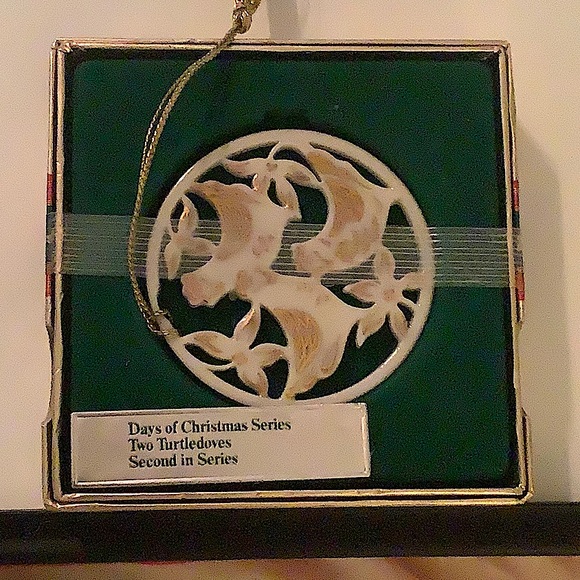 Days of Christmas Series
Two Turtledoves
Second in Series